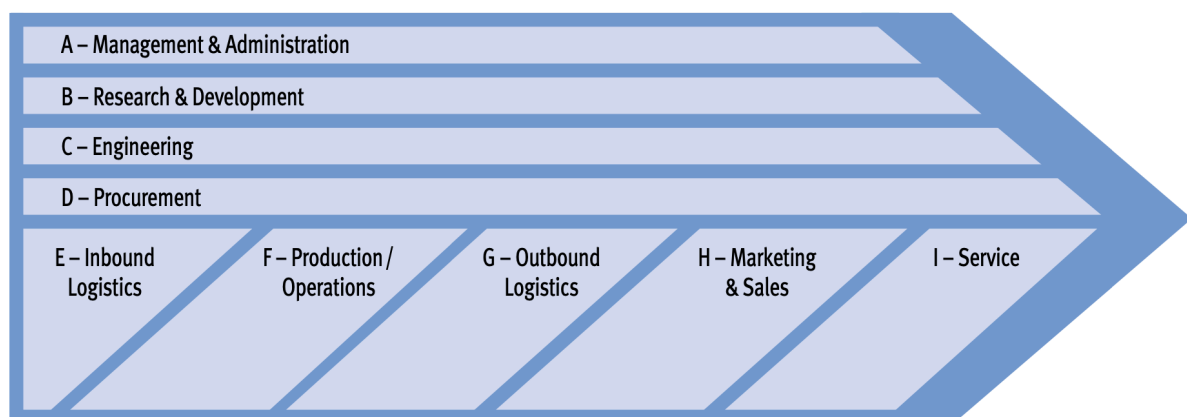 A – Management & Administration
B – Research & Development
C – Engineering
D – Procurement
E – Inbound
Logistics
F – Production /
Operations
G – Outbound
Logistics
H – Marketing
& Sales
I – Service